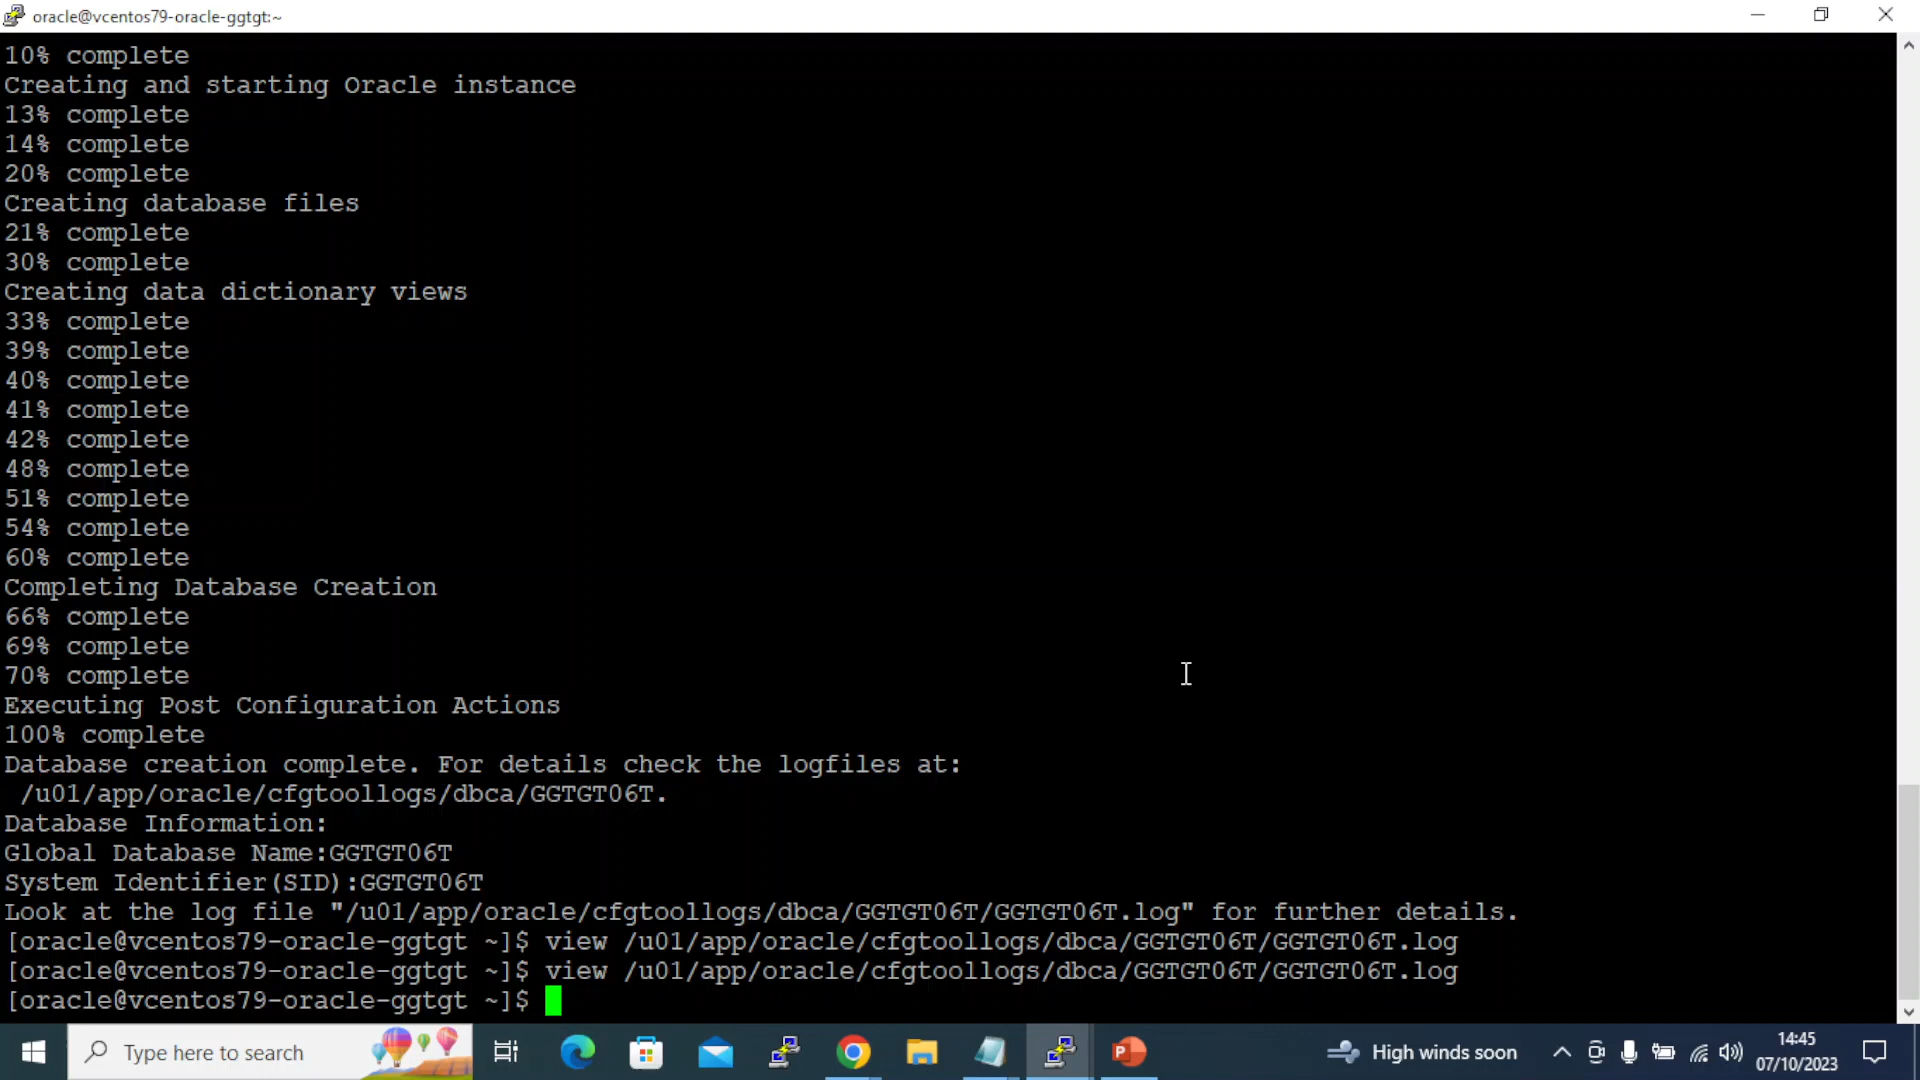 oracle@vcentos79-oracle-ggtgt:~
10% complete
Creating and starting Oracle instance
13% complete
14% complete
20% complete
Creating database files
21% complete
30% complete
Creating data dictionary views
33% complete
39% complete
40% complete
41% complete
42% complete
48% complete
51% complete
54% complete
60% complete
Completing Database Creation
66% complete
69% complete
70% complete
Executing Post Configuration Actions
100% complete
Database creation complete. For details check the logfiles at:
 /u01/app/oracle/cfgtoollogs/dbca/GGTGT06T.
Database Information:
Global Database Name:GGTGT06T
System Identifier(SID):GGTGT06T
Look at the log file "/u01/app/oracle/cfgtoollogs/dbca/GGTGT06T/GGTGT06T.log" for further details.
[oracle@vcentos79-oracle-ggtgt ~]$ view /u01/app/oracle/cfgtoollogs/dbca/GGTGT06T/GGTGT06T.log
[oracle@vcentos79-oracle-ggtgt ~]$ view /u01/app/oracle/cfgtoollogs/dbca/GGTGT06T/GGTGT06T.log
[oracle@vcentos79-oracle-ggtgt ~]$
Type here to search
High winds soon
14:45
07/10/2023